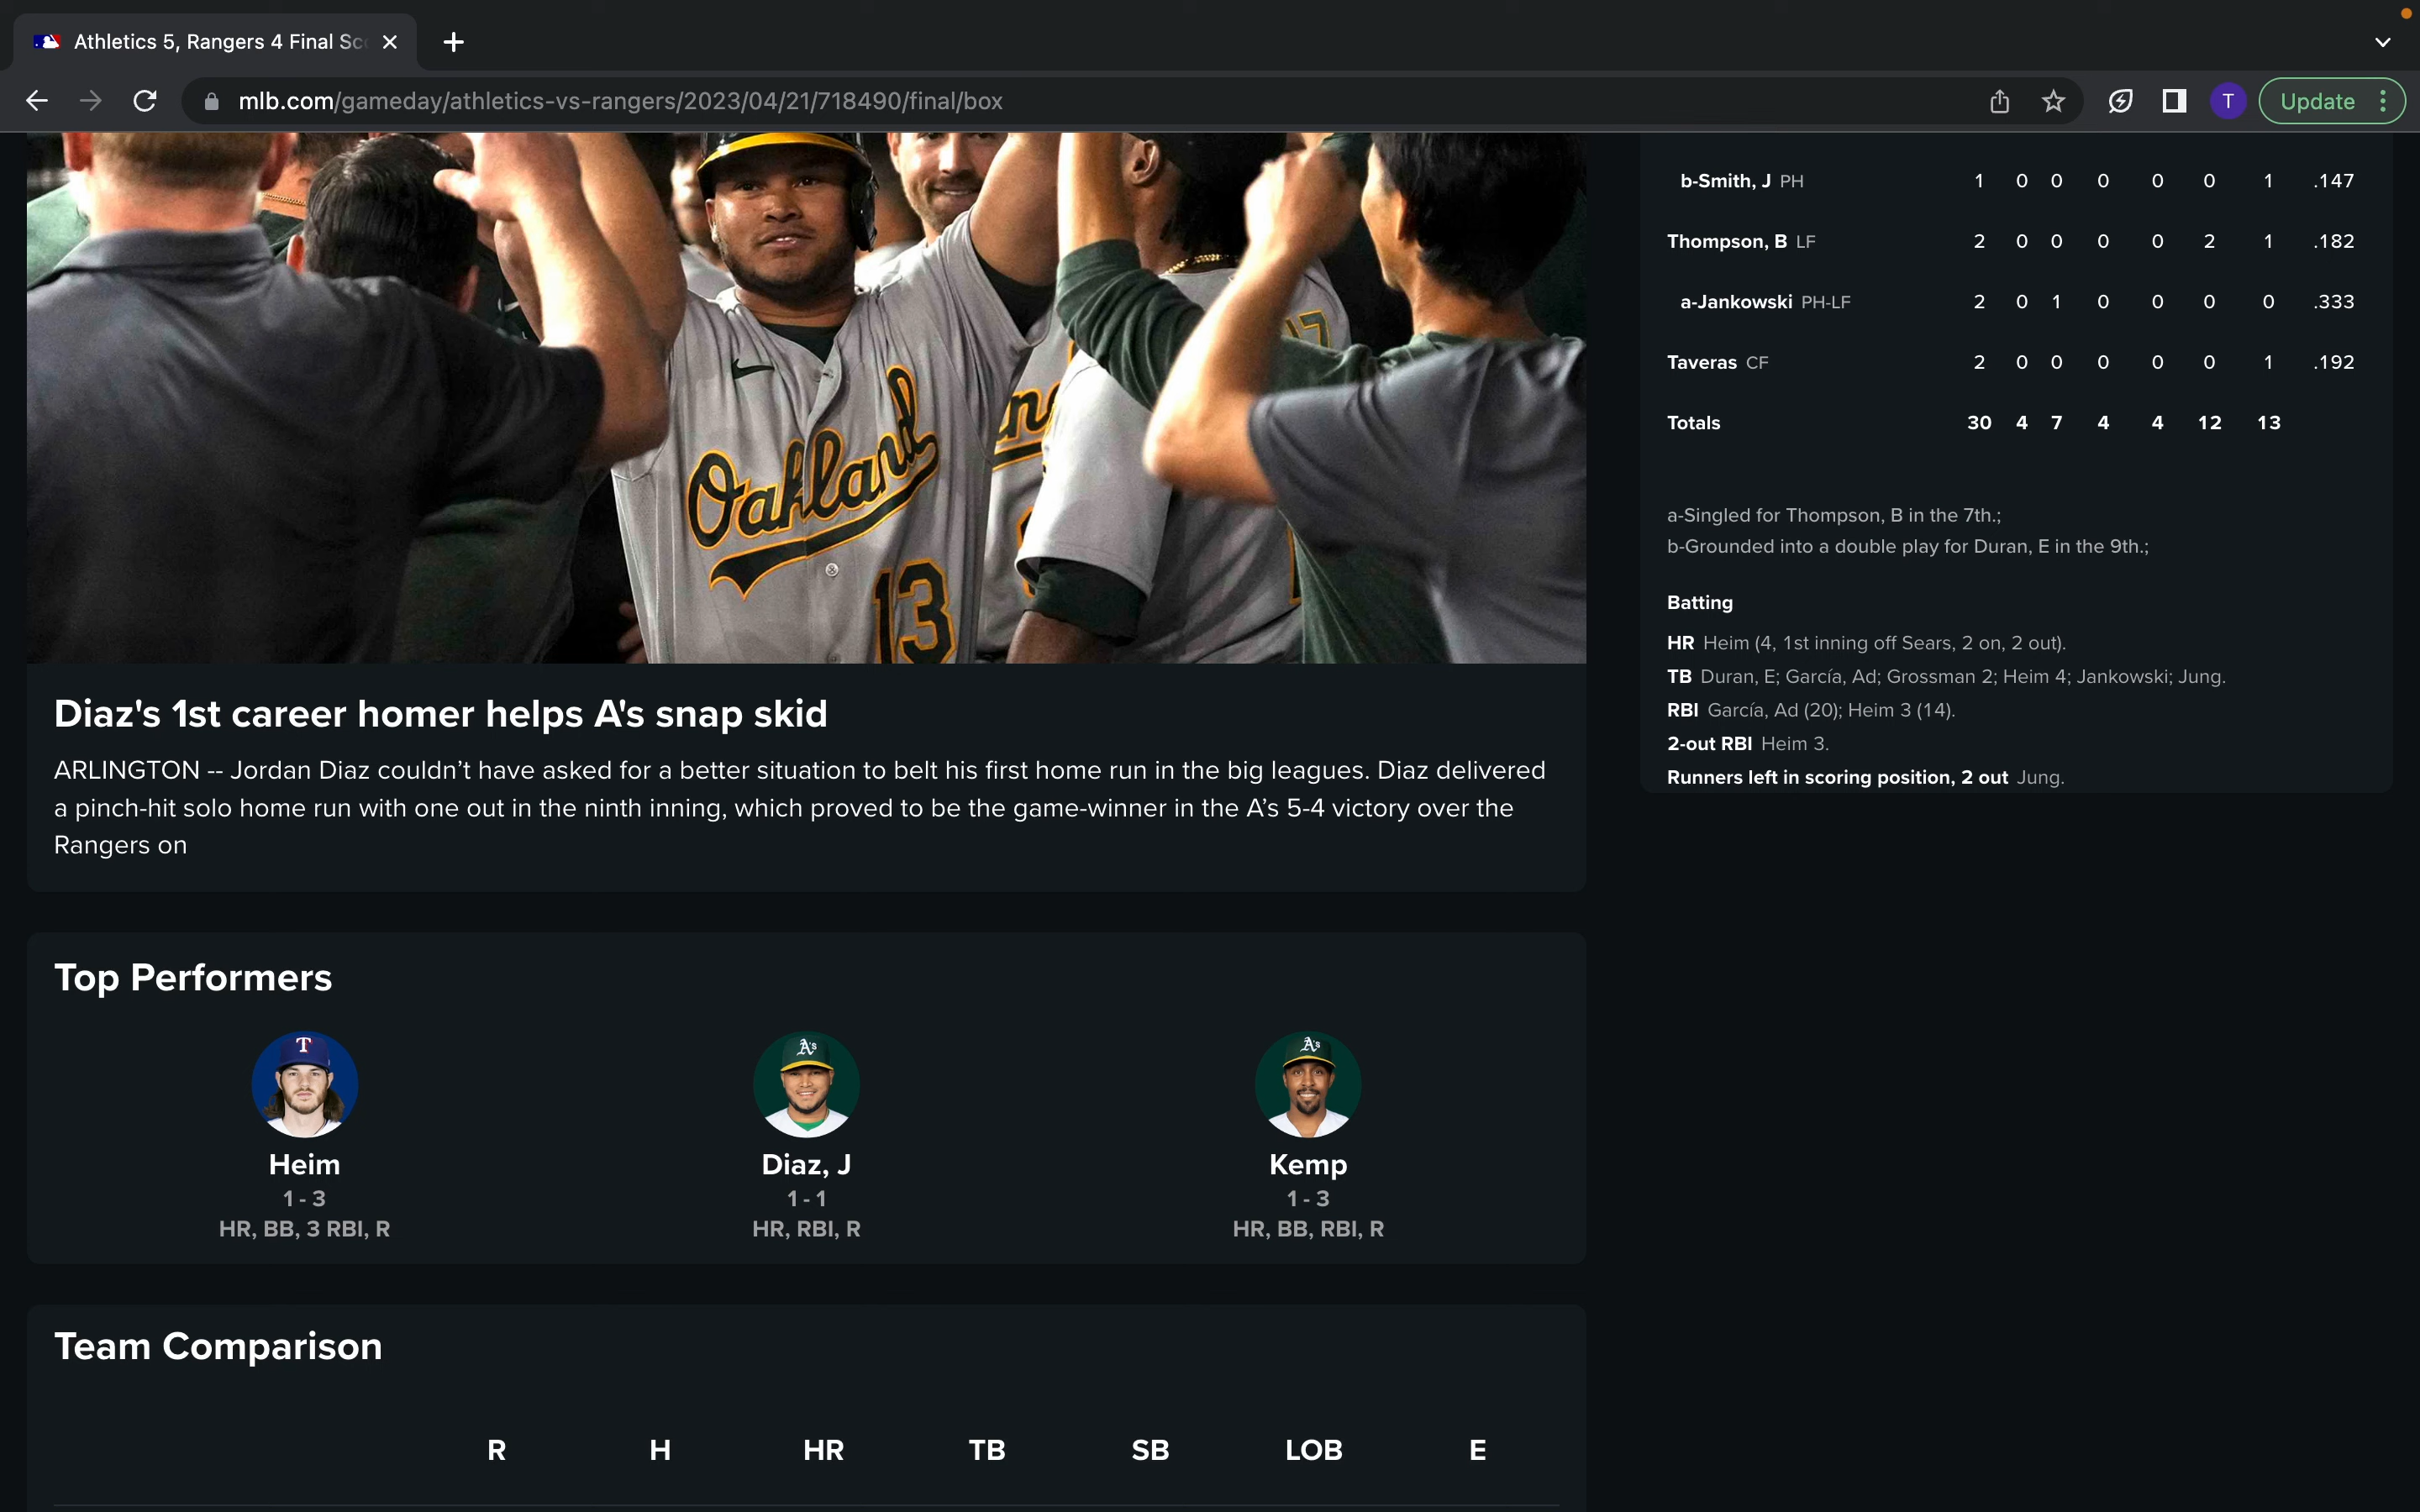 Athletics 5, Rangers 4 Final Sc
mlb.com/gameday/athletics-vs-rangers/2023/04/21/718490/final/box
T
Update
Oakland
13
Diaz's 1st career homer helps A's snap skid
ARLINGTON -- Jordan Diaz couldn’t have asked for a better situation to belt his first home run in the big leagues. Diaz delivered
a pinch-hit solo home run with one out in the ninth inning, which proved to be the game-winner in the A’s 5-4 victory over the
Rangers on
Top Performers
T
A's
A's
Heim
1 - 3
HR, BB, 3 RBI, R
Diaz, J
1 - 1
HR, RBI, R
Kemp
1 - 3
HR, BB, RBI, R
Team Comparison
R H HR TB SB LOB E
b-Smith, J PH 1 0 0 0 0 0 1 .147
Thompson, B LF 2 0 0 0 0 2 1 .182
a-Jankowski PH-LF 2 0 1 0 0 0 0 .333
Taveras CF 2 0 0 0 0 0 1 .192
Totals 30 4 7 4 4 12 13
a-Singled for Thompson, B in the 7th.;
b-Grounded into a double play for Duran, E in the 9th.;
Batting
HR Heim (4, 1st inning off Sears, 2 on, 2 out).
TB Duran, E; García, Ad; Grossman 2; Heim 4; Jankowski; Jung.
RBI García, Ad (20); Heim 3 (14).
2-out RBI Heim 3.
Runners left in scoring position, 2 out Jung.